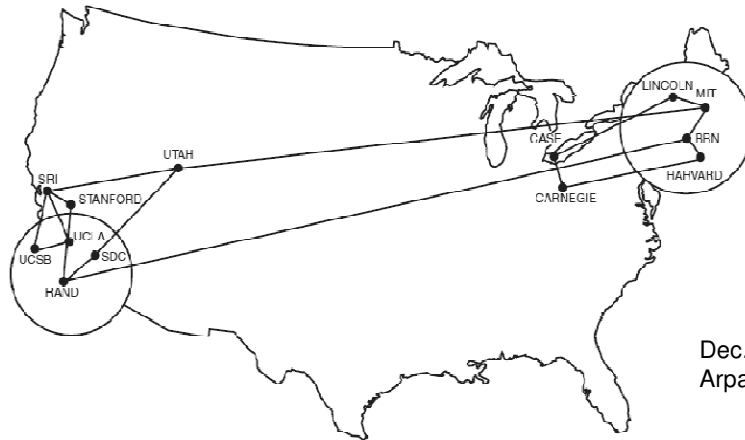 LINCOLN
MIT
CASE
BBN
UTAH
HARVARD
SRI
STANFORD
CARNEGIE
UCLA
UCSB
SDC
RAND
Dec.
Arpa